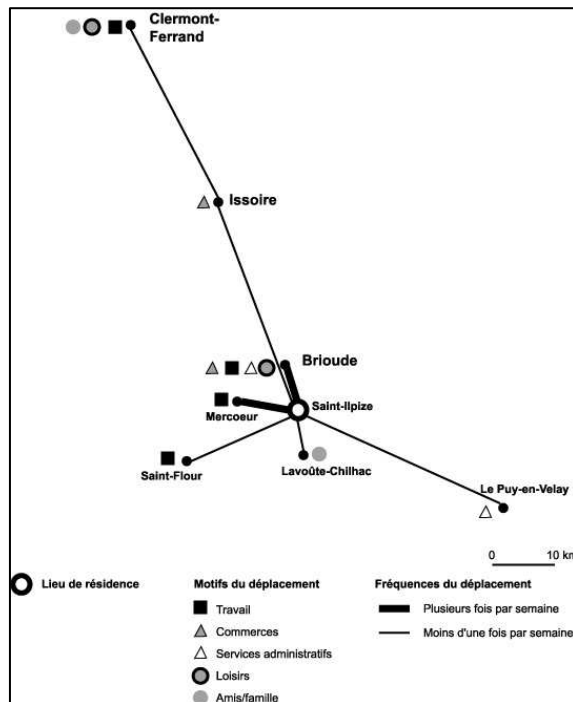 Clermont-
Ferrand
Issoire
Brioude
Saint-Ilpize
Mercoeur
Saint-Flour
Lavoûte-Chilhac
Le Puy-en-Velay
0 10 km
Lieu de résidence
Motifs du déplacement
Travail
Commerces
Services administratifs
Loisirs
Amis/famille
Fréquences du déplacement
Plusieurs fois par semaine
Moins d'une fois par semaine